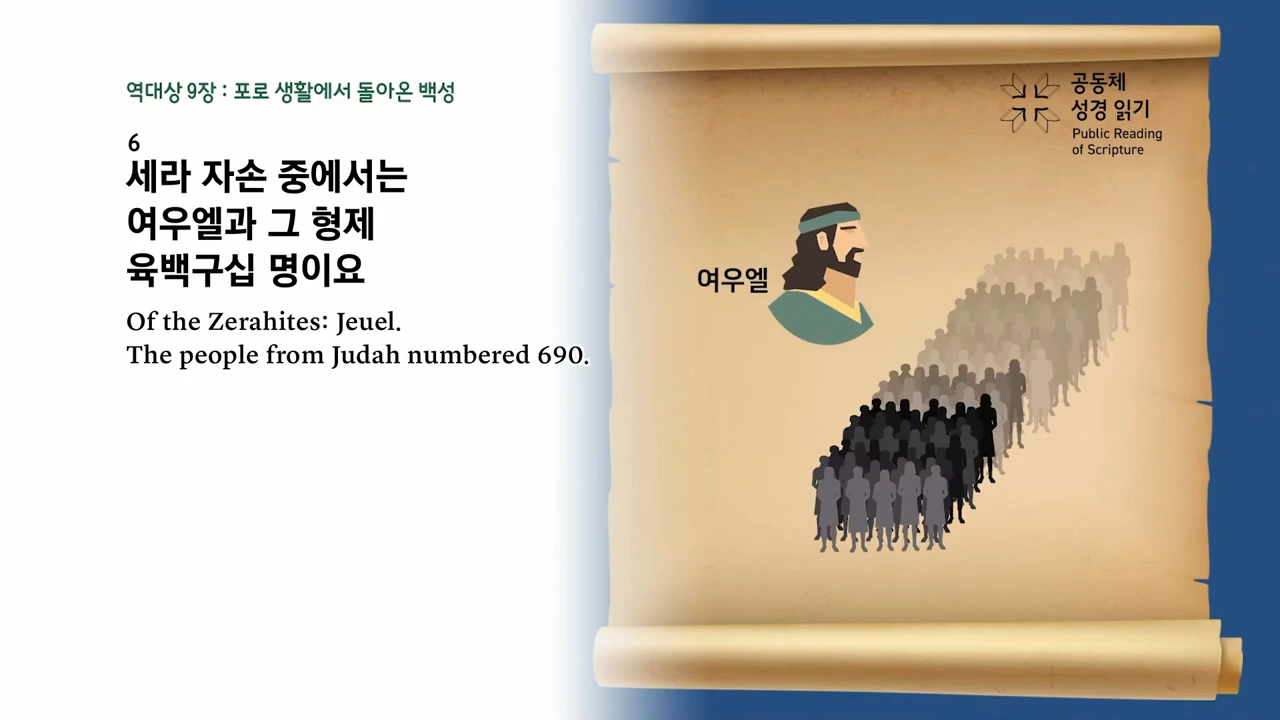 역대상 9장 : 포로 생활에서 돌아온 백성
6
세라 자손 중에서는
여우엘과 그 형제
육백구십 명이요
Of the Zerahites: Jeuel.
The people from Judah numbered 690.
공동체
성경 읽기
Public Reading
of Scripture
여우엘